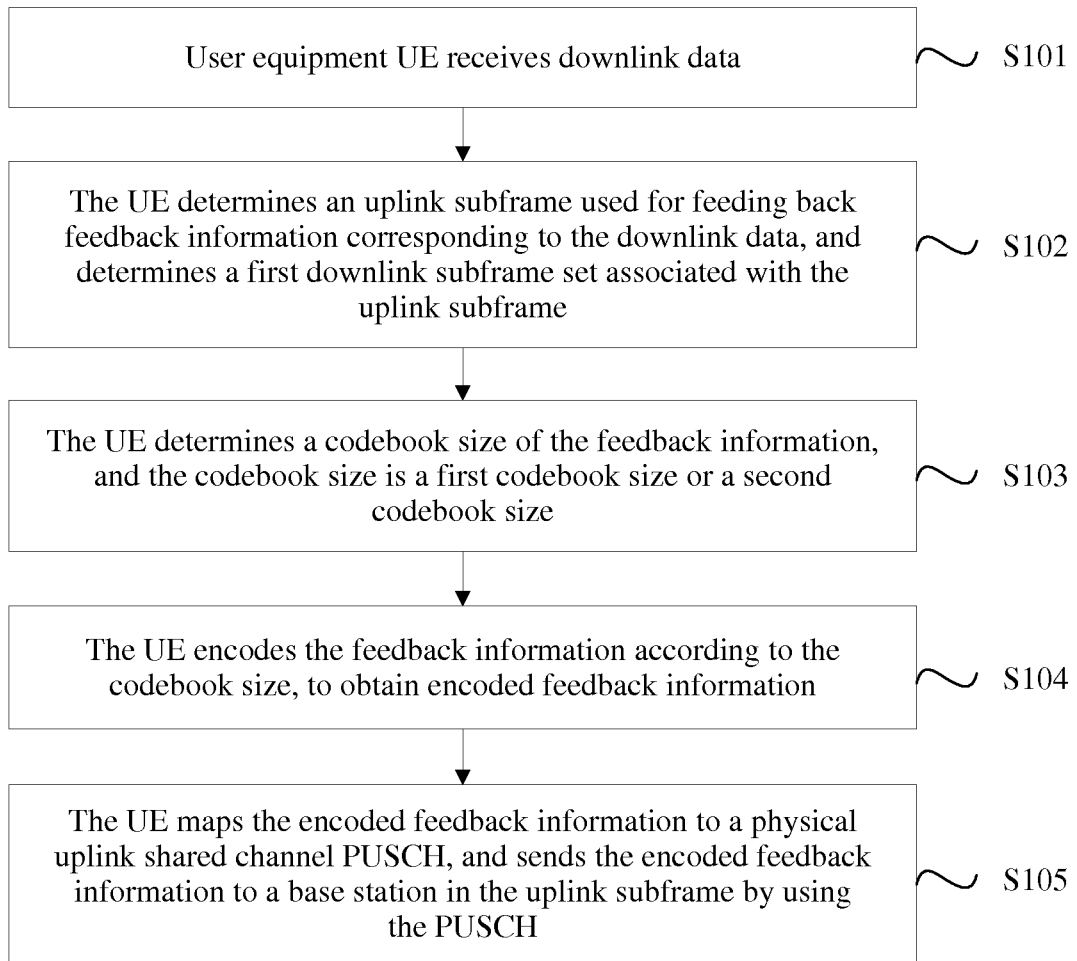 User equipment UE receives downlink data
S101
The UE determines an uplink subframe used for feeding back
feedback information corresponding to the downlink data, and
determines a first downlink subframe set associated with the
uplink subframe
S102
The UE determines a codebook size of the feedback information,
and the codebook size is a first codebook size or a second
codebook size
S103
The UE encodes the feedback information according to the
codebook size, to obtain encoded feedback information
S104
The UE maps the encoded feedback information to a physical
uplink shared channel PUSCH, and sends the encoded feedback
information to a base station in the uplink subframe by using
the PUSCH
S105